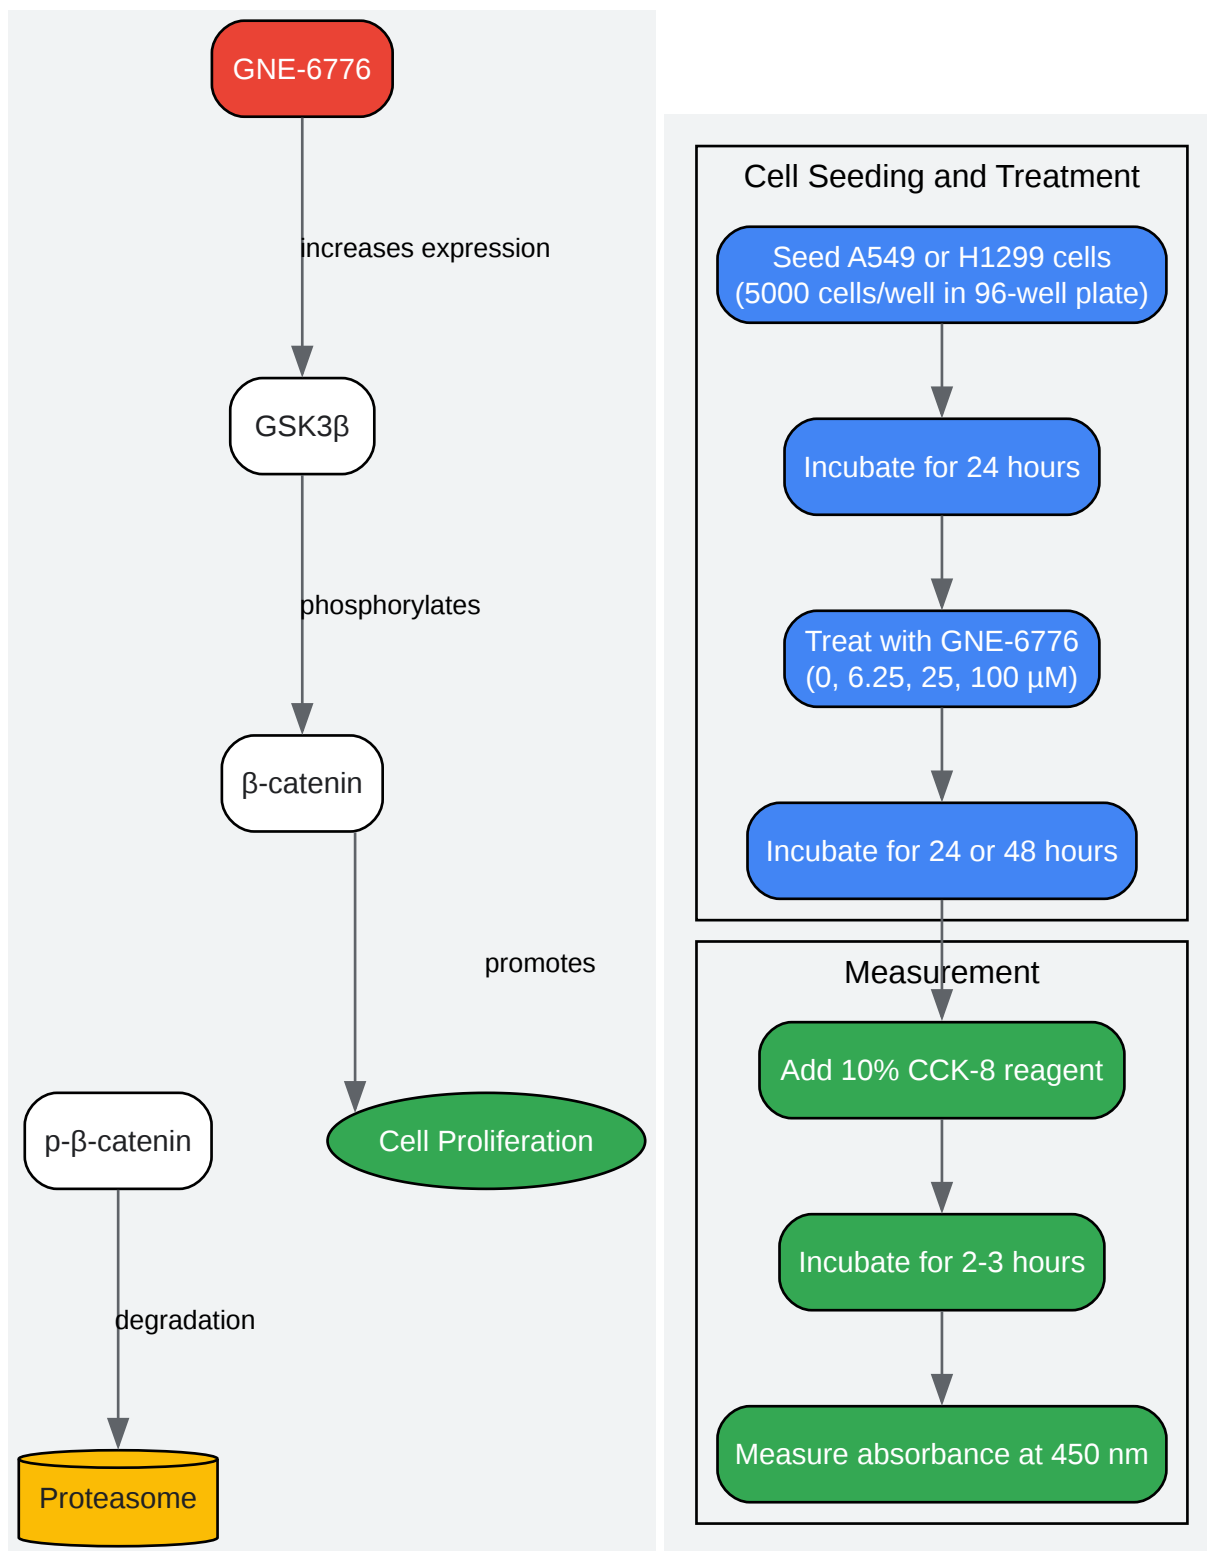 GNE-6776
increases expression
GSK3β
phosphorylates
β-catenin
promotes
p-β-catenin
Cell Proliferation
degradation
Proteasome
Cell Seeding and Treatment
Seed A549 or H1299 cells
(5000 cells/well in 96-well plate)
Incubate for 24 hours
Treat with GNE-6776
(0, 6.25, 25, 100 µM)
Incubate for 24 or 48 hours
Measurement
Add 10% CCK-8 reagent
Incubate for 2-3 hours
Measure absorbance at 450 nm